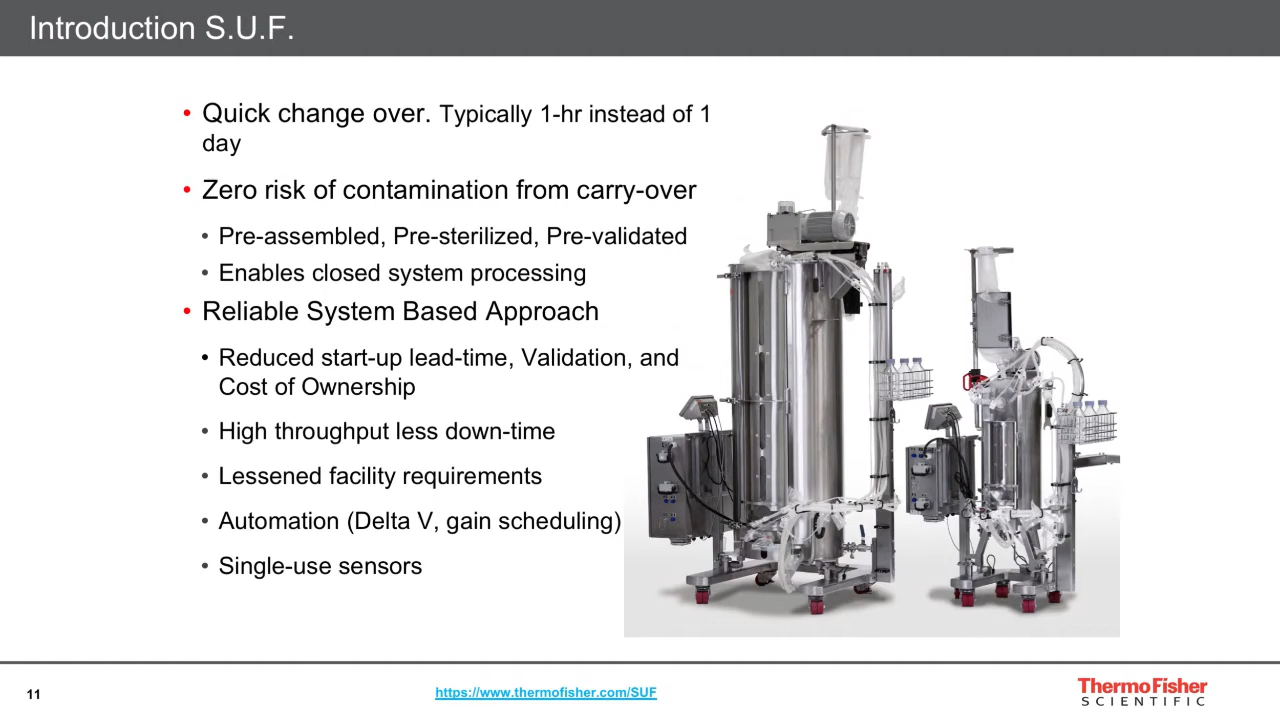 Introduction S.U.F.
• Quick change over. Typically 1-hr instead of 1
day
• Zero risk of contamination from carry-over
• Pre-assembled, Pre-sterilized, Pre-validated
• Enables closed system processing
• Reliable System Based Approach
• Reduced start-up lead-time, Validation, and
Cost of Ownership
• High throughput less down-time
• Lessened facility requirements
• Automation (Delta V, gain scheduling)
• Single-use sensors
11
https://www.thermofisher.com/SUF
ThermoFisher
SCIENTIFIC